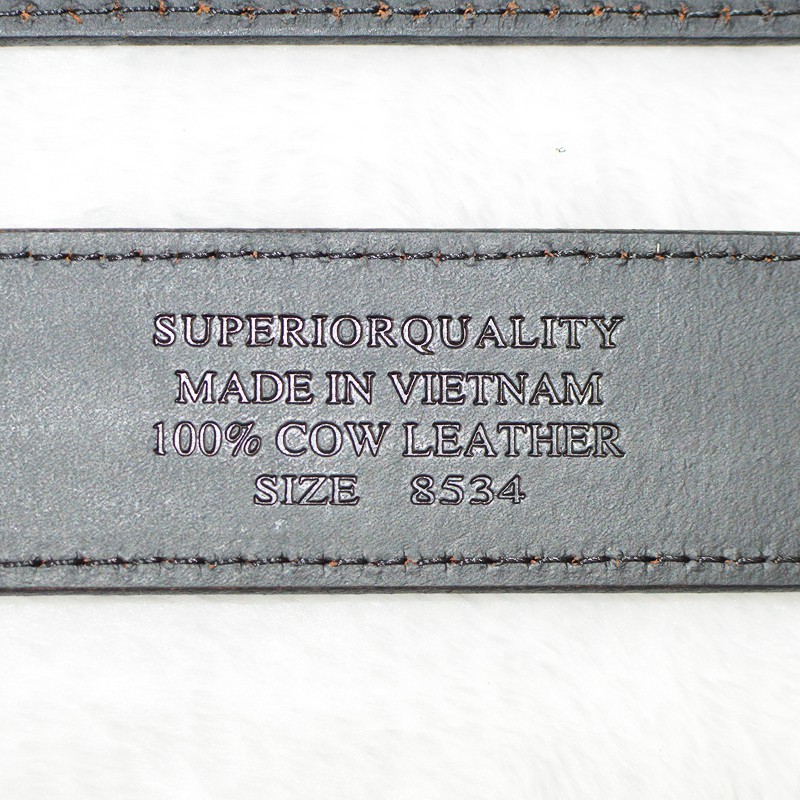 SUPERIORQUALITY
MADE IN VIETNAM
100% COW LEATHER
SIZE 8534